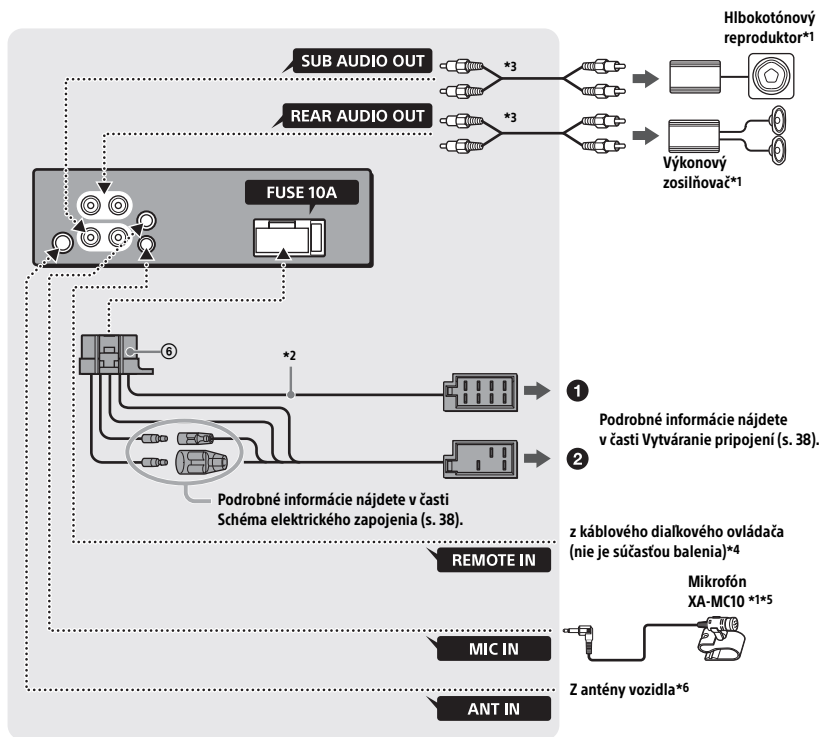 Hlbokotónový
reproduktor*1
SUB AUDIO OUT
*3
REAR AUDIO OUT
*3
Výkonový
zosilňovač*1
FUSE 10A
⑥
*2
❶
Podrobné informácie nájdete
v časti Vytváranie pripojení (s. 38).
❷
Podrobné informácie nájdete v časti
Schéma elektrického zapojenia (s. 38).
z káblového diaľkového ovládača
(nie je súčasťou balenia)*4
REMOTE IN
Mikrofón
XA-MC10 *1*5
MIC IN
Z antény vozidla*6
ANT IN